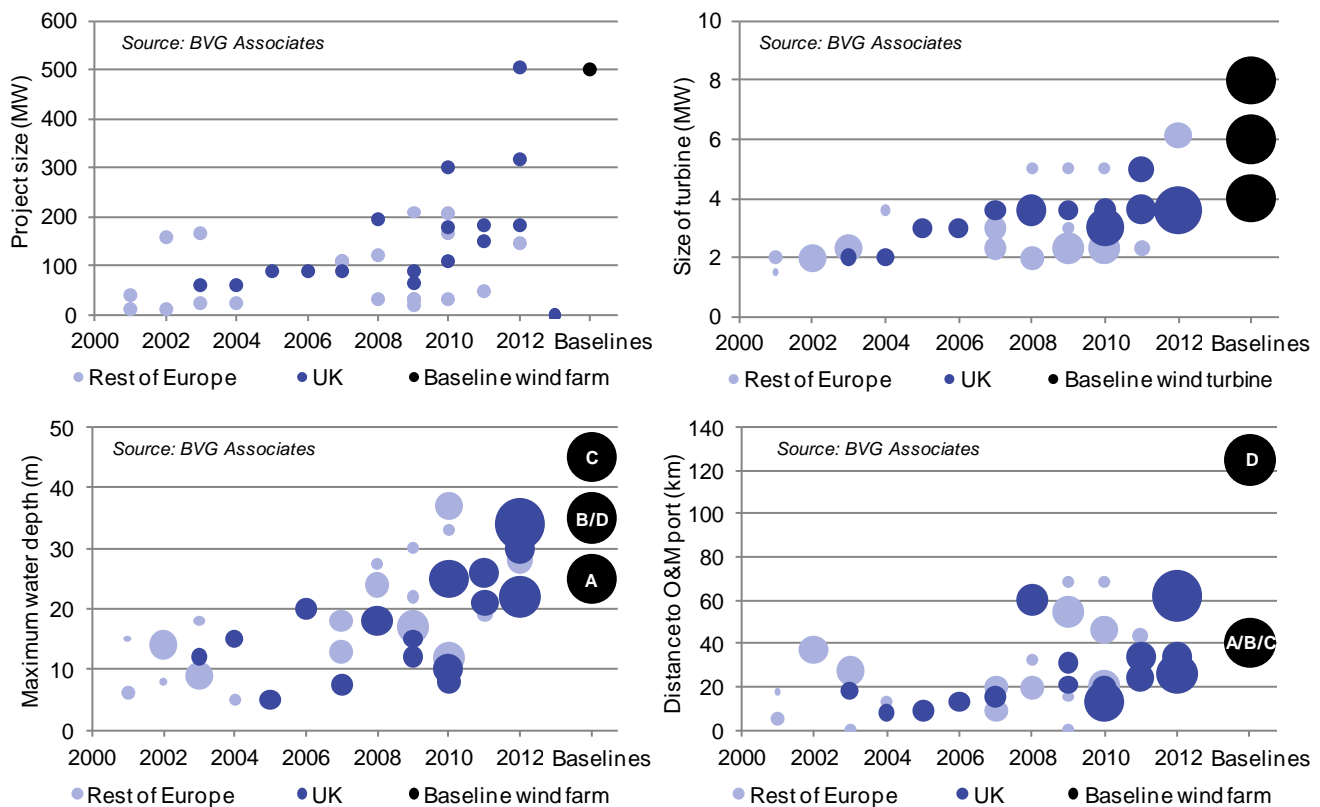 600
500
400
300
200
100
0
Project size (MW)
Source: BVG Associates
2000 2002 2004 2006 2008 2010 2012 Baselines
Rest of Europe UK Baseline wind farm
10
8
6
4
2
0
Size of turbine (MW)
Source: BVG Associates
2000 2002 2004 2006 2008 2010 2012 Baselines
Rest of Europe UK Baseline wind turbine
50
40
30
20
10
0
Maximum water depth (m)
Source: BVG Associates
C
B/D
A
2000 2002 2004 2006 2008 2010 2012 Baselines
Rest of Europe UK Baseline wind farm
140
120
100
80
60
40
20
0
Distance to O&M port (km)
Source: BVG Associates
D
A/B/C
2000 2002 2004 2006 2008 2010 2012 Baselines
Rest of Europe UK Baseline wind farm